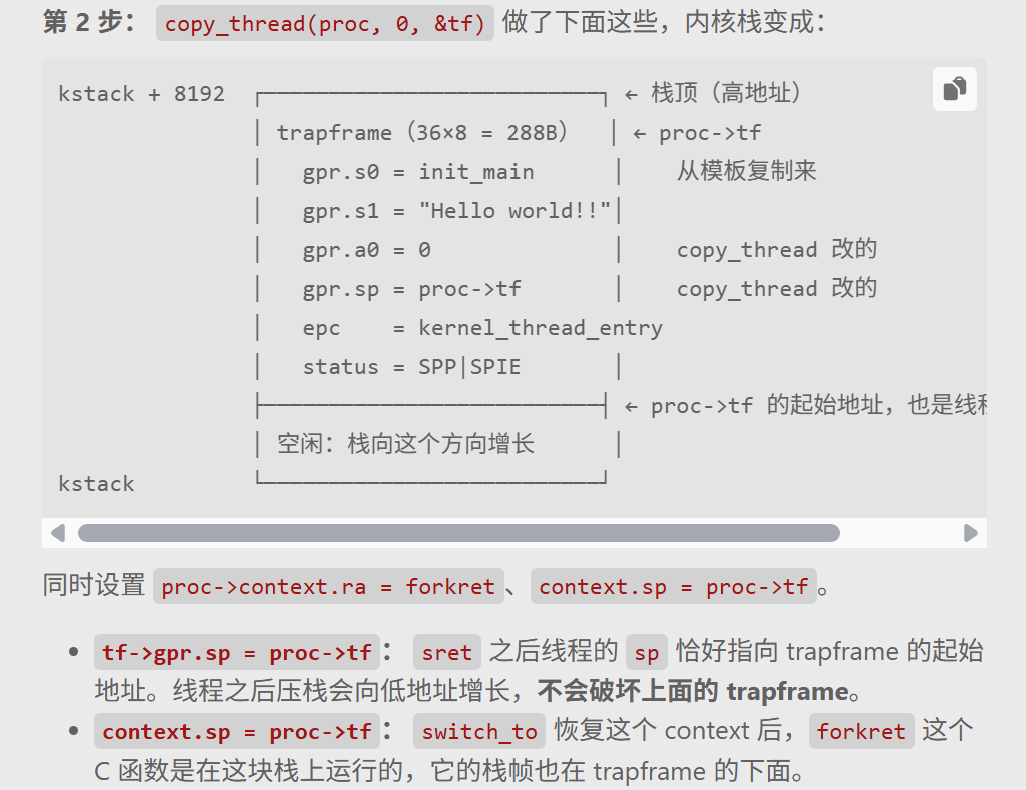 第 2 步： copy_thread(proc, 0, &tf) 做了下面这些，内核栈变成：
kstack + 8192 ┌──────────────────────────┐ ← 栈顶（高地址）
│ trapframe（36×8 = 288B） │ ← proc->tf
│ gpr.s0 = init_main │ 从模板复制来
│ gpr.s1 = "Hello world!!"│
│ gpr.a0 = 0 │ copy_thread 改的
│ gpr.sp = proc->tf │ copy_thread 改的
│ epc = kernel_thread_entry
│ status = SPP|SPIE │
├──────────────────────────┤ ← proc->tf 的起始地址，也是线
│ 空闲：栈向这个方向增长 │
kstack └──────────────────────────┘
同时设置 proc->context.ra = forkret 、 context.sp = proc->tf 。
• tf->gpr.sp = proc->tf ： sret 之后线程的 sp 恰好指向 trapframe 的起始
地址。线程之后压栈会向低地址增长，不会破坏上面的 trapframe。
• context.sp = proc->tf ： switch_to 恢复这个 context 后， forkret 这个
C 函数是在这块栈上运行的，它的栈帧也在 trapframe 的下面。